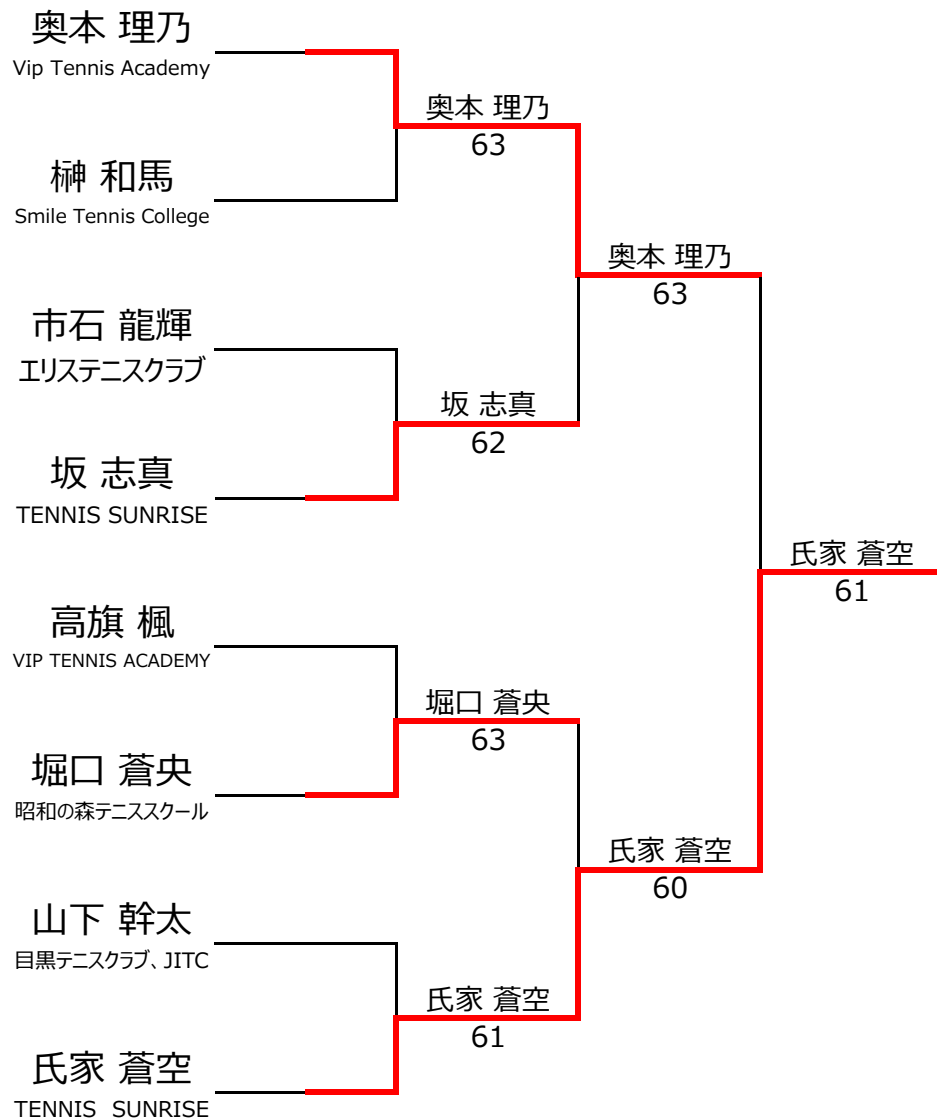 奥本 理乃
Vip Tennis Academy
奥本 理乃
63
榊 和馬
Smile Tennis College
奥本 理乃
63
市石 龍輝
エリステニスクラブ
坂 志真
62
坂 志真
TENNIS SUNRISE
氏家 蒼空
61
高旗 楓
VIP TENNIS ACADEMY
堀口 蒼央
63
堀口 蒼央
昭和の森テニススクール
氏家 蒼空
60
山下 幹太
目黒テニスクラブ、JITC
氏家 蒼空
61
氏家 蒼空
TENNIS　SUNRISE